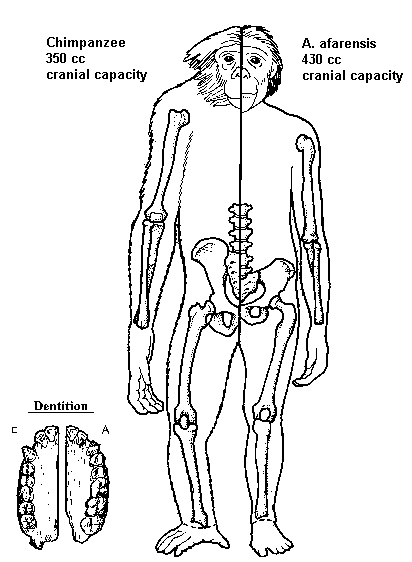 Chimpanzee
350 cc
cranial capacity
A. afarensis
430 cc
cranial capacity
Dentition
C
A